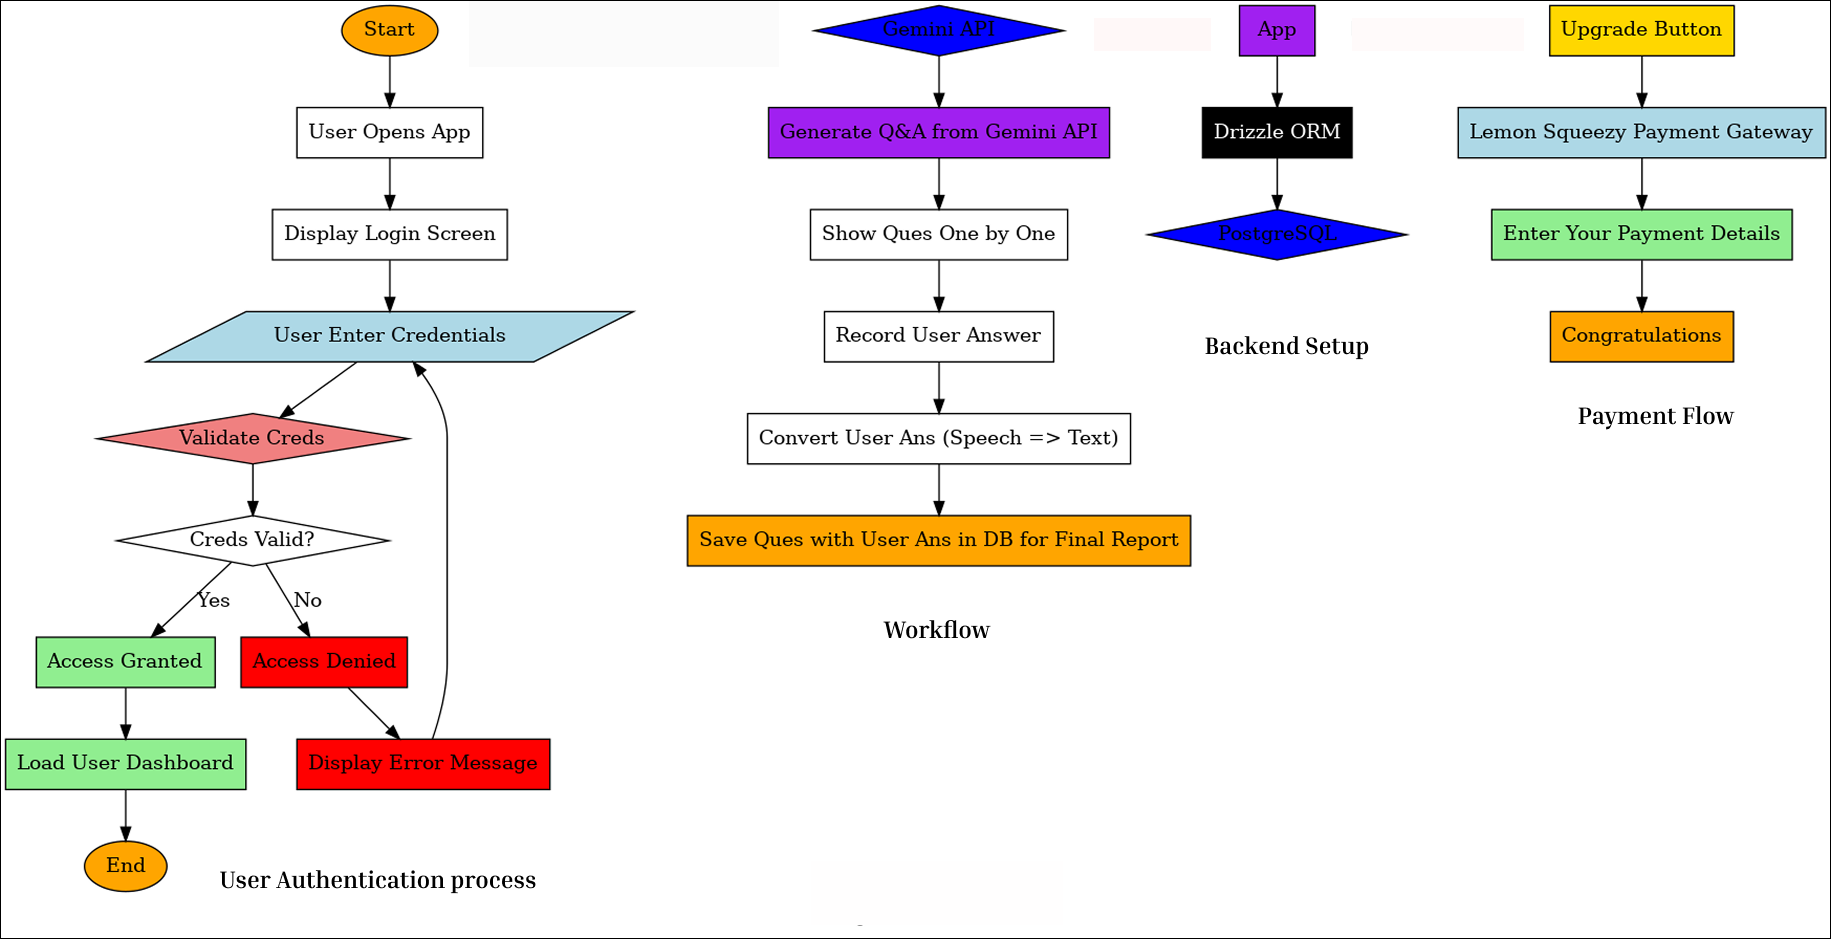 Start
User Opens App
Display Login Screen
User Enter Credentials
Validate Creds
Creds Valid?
Yes
No
Access Granted
Access Denied
Load User Dashboard
Display Error Message
End
User Authentication process
Gemini API
Generate Q&A from Gemini API
Show Ques One by One
Record User Answer
Convert User Ans (Speech => Text)
Save Ques with User Ans in DB for Final Report
Workflow
App
Drizzle ORM
PostgreSQL
Backend Setup
Upgrade Button
Lemon Squeezy Payment Gateway
Enter Your Payment Details
Congratulations
Payment Flow